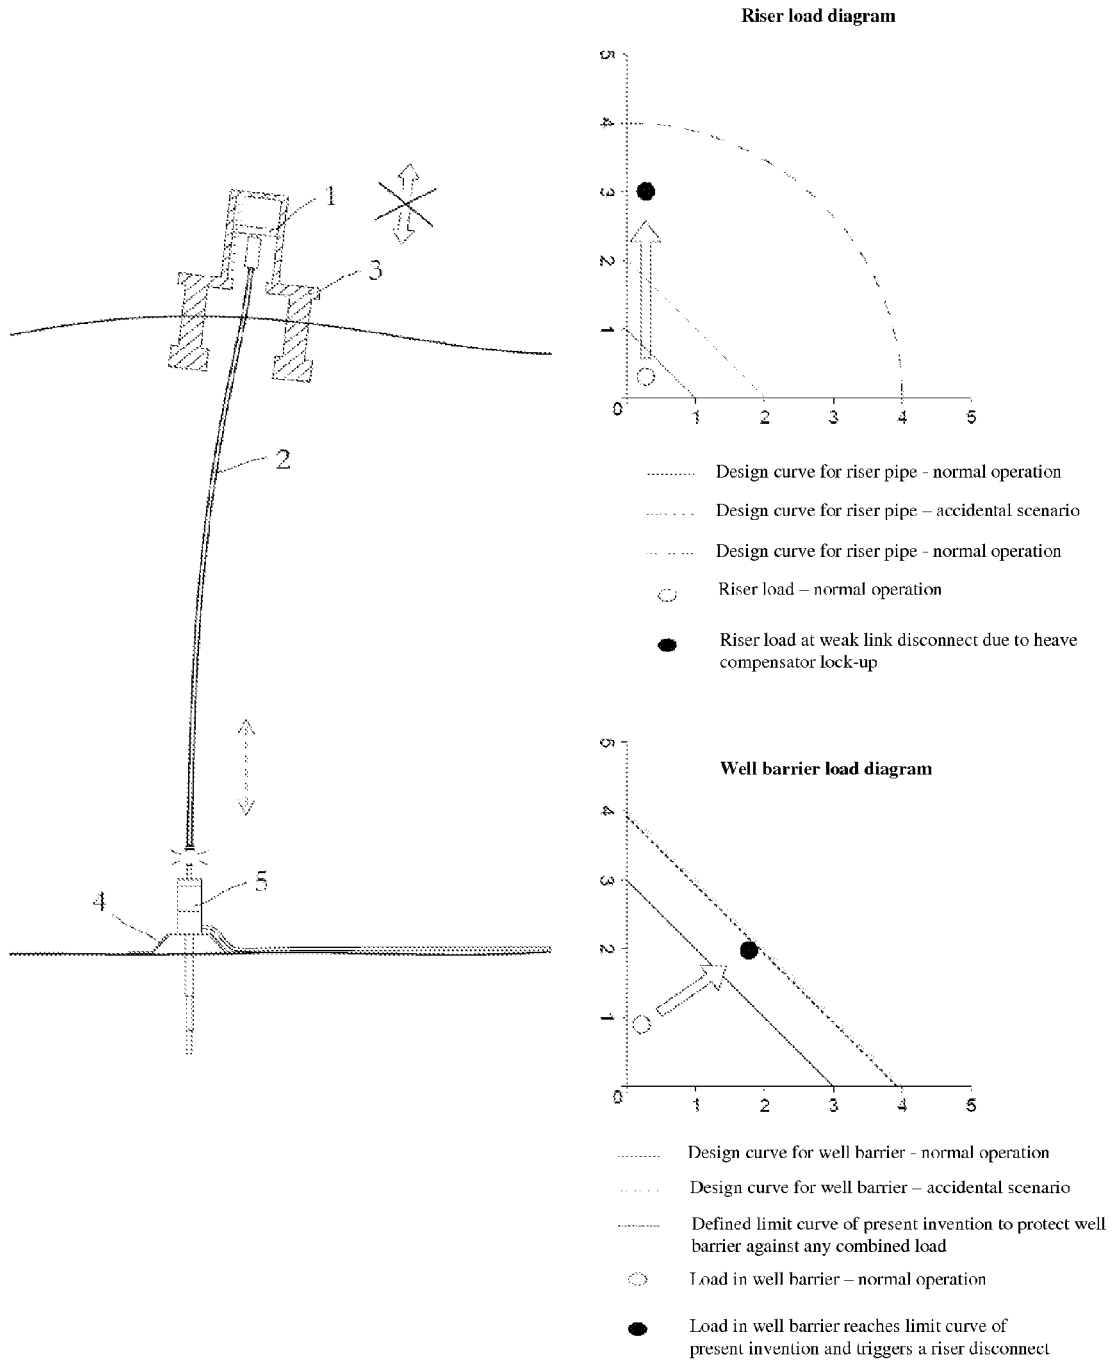 Riser load diagram
5
4
3
2
1
0
1 2 3 4 5
1
3
2
5
4
Design curve for riser pipe - normal operation
Design curve for riser pipe – accidental scenario
Design curve for riser pipe - normal operation
Riser load – normal operation
Riser load at weak link disconnect due to heave
compensator lock-up
Well barrier load diagram
5
4
3
2
1
0
1 2 3 4 5
Design curve for well barrier - normal operation
Design curve for well barrier – accidental scenario
Defined limit curve of present invention to protect well
barrier against any combined load
Load in well barrier – normal operation
Load in well barrier reaches limit curve of
present invention and triggers a riser disconnect